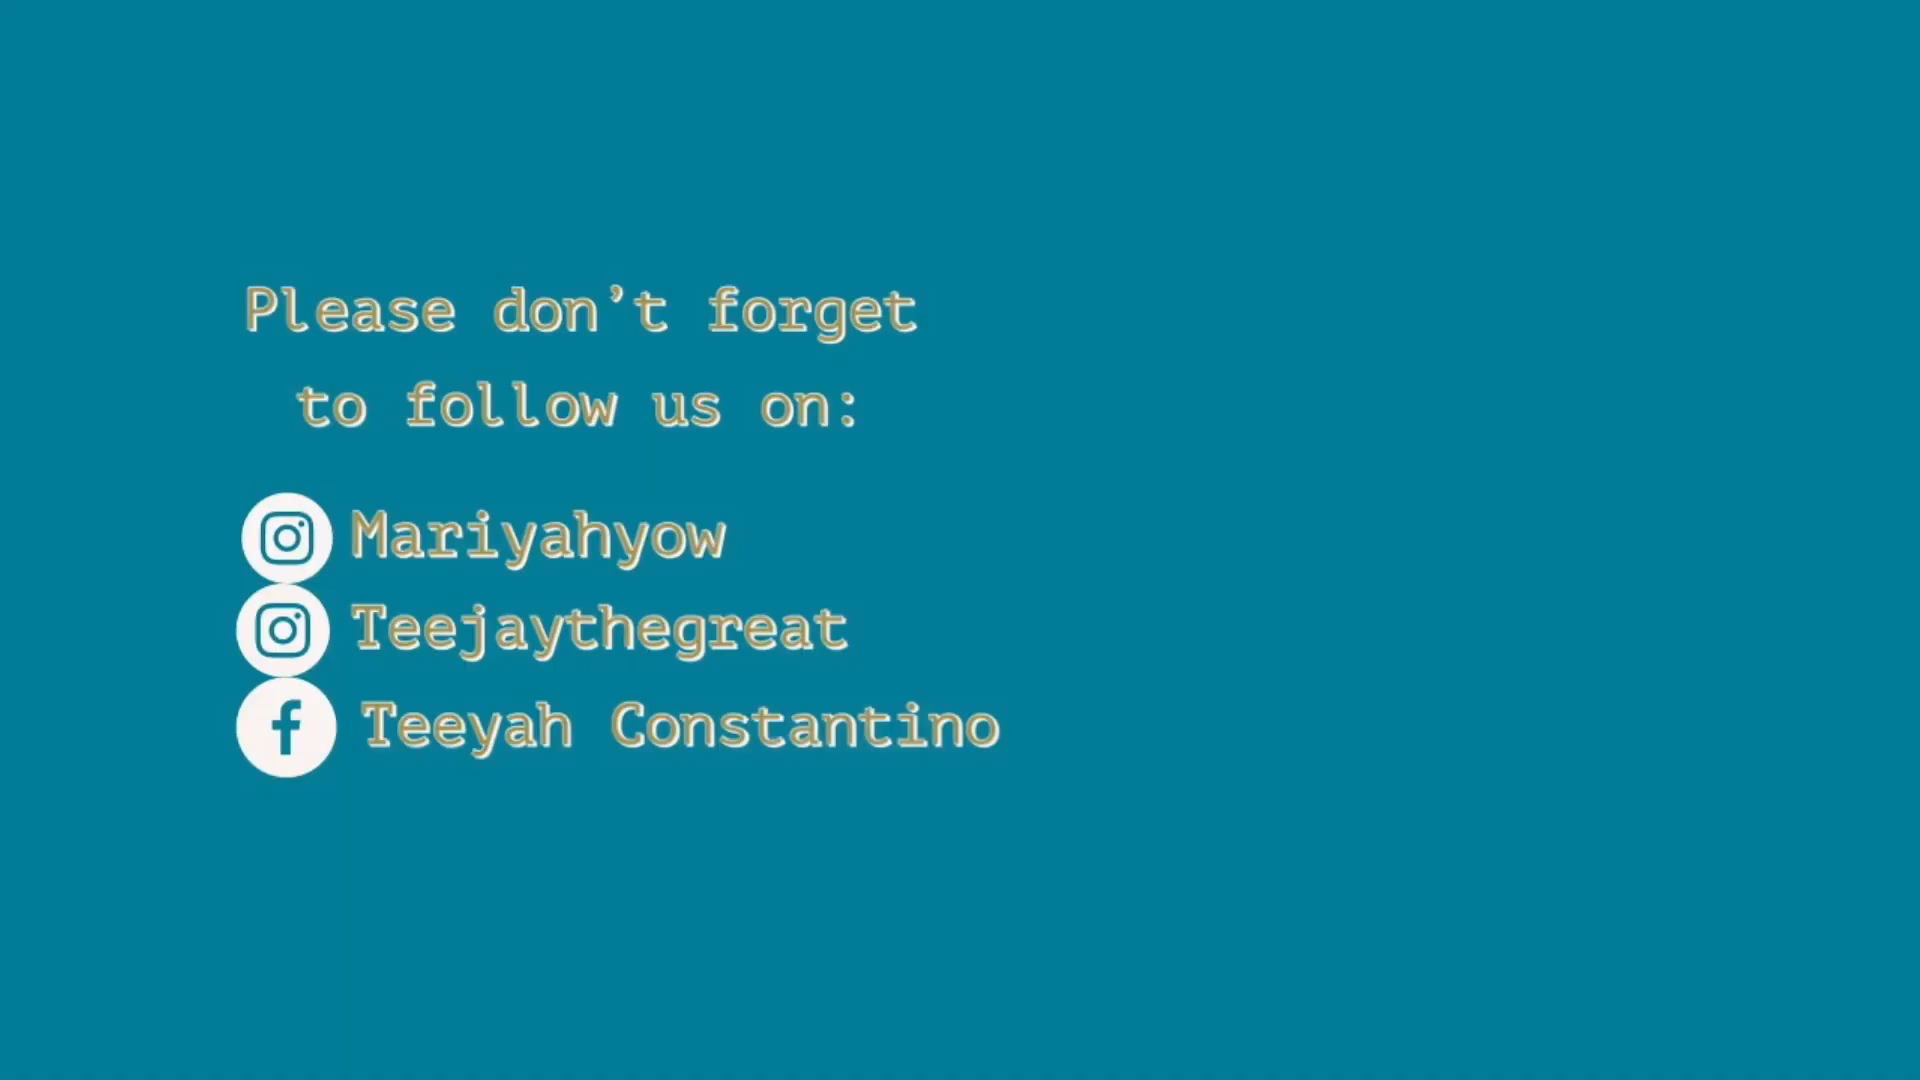 Please don’t forget
to follow us on:
Mariyahyow
Teejaythegreat
Teeyah Constantino